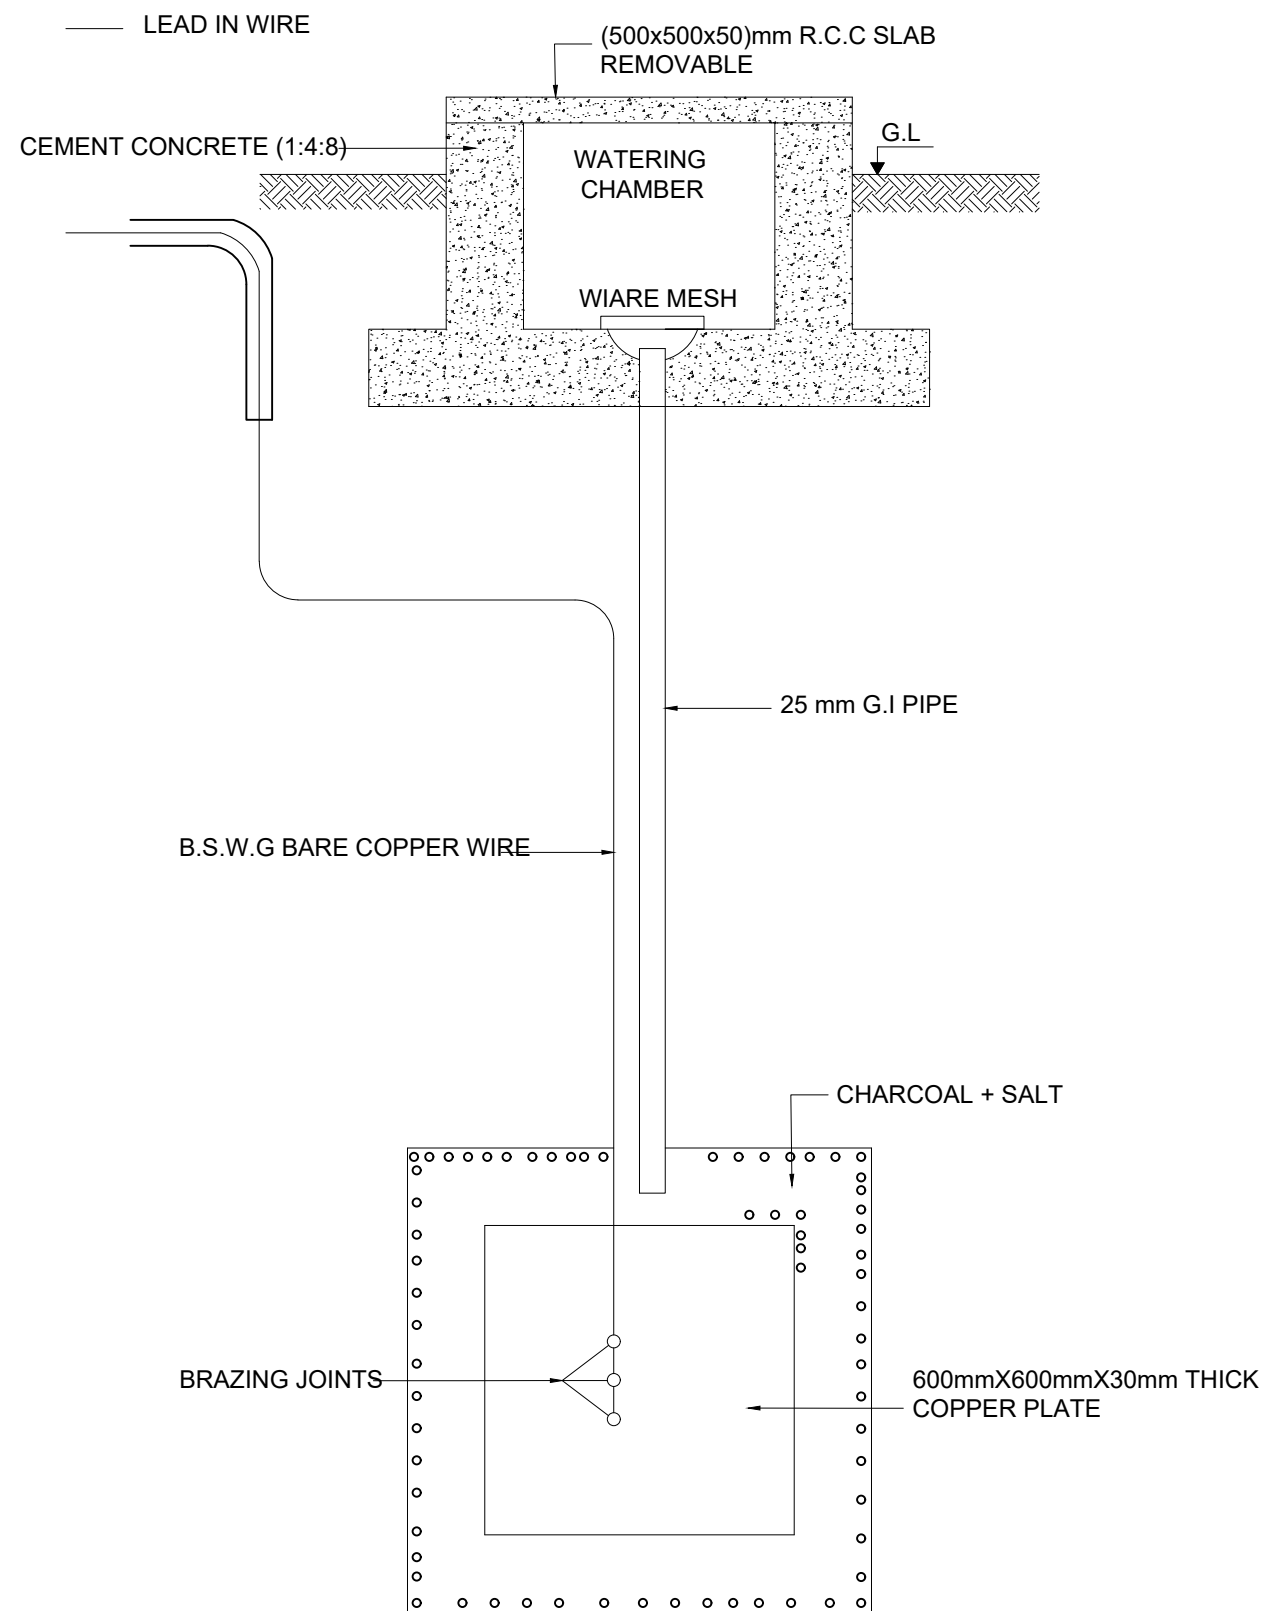 LEAD IN WIRE
(500x500x50)mm R.C.C SLAB
REMOVABLE
CEMENT CONCRETE (1:4:8)
G.L
WATERING
CHAMBER
WIARE MESH
25 mm G.I PIPE
B.S.W.G BARE COPPER WIRE
CHARCOAL + SALT
BRAZING JOINTS
600mmX600mmX30mm THICK
COPPER PLATE